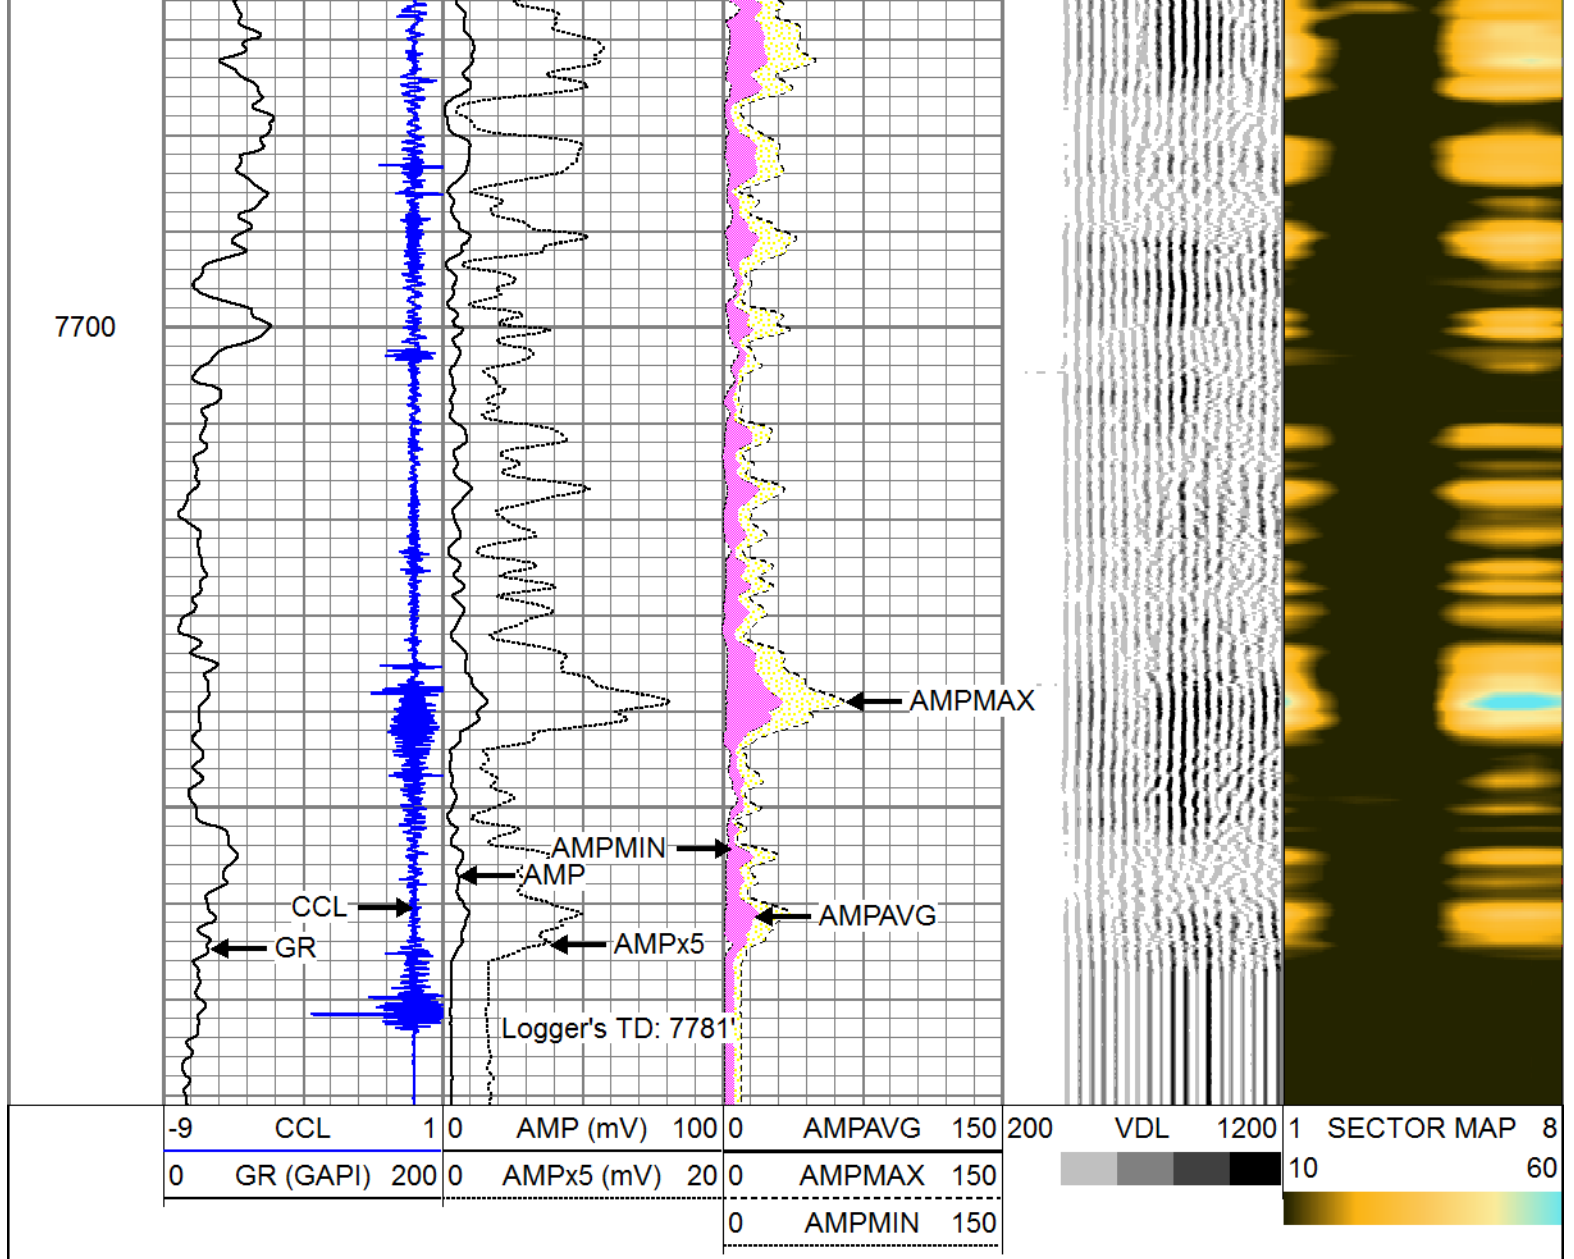 7700
AMPMAX
AMPMIN
AMP
CCL
AMPAVG
GR
AMPx5
Logger's TD: 7781'
-9 CCL 1 0 AMP (mV) 100 0 AMPAVG 150 200 VDL 1200 1 SECTOR MAP 8
0 GR (GAPI) 200 0 AMPx5 (mV) 20 0 AMPMAX 150 10 60
0 AMPMIN 150